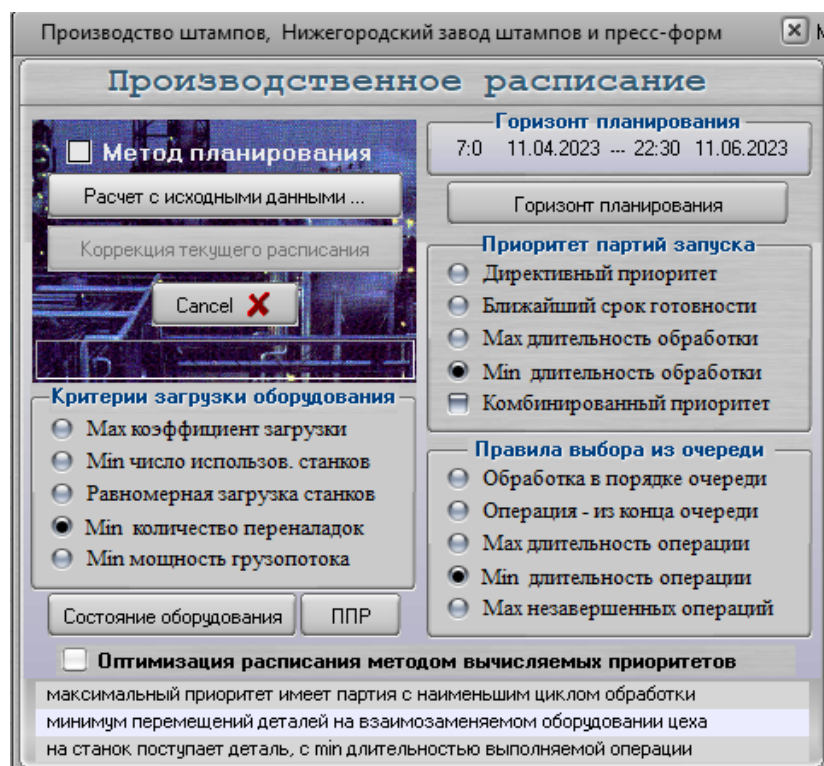 Производство штампов, Нижегородский завод штампов и пресс-форм
Производственное расписание
Метод планирования
Расчет с исходными данными ...
Коррекция текущего расписания
Cancel
Критерии загрузки оборудования
Max коэффициент загрузки
Min число использов. станков
Равномерная загрузка станков
Min количество переналадок
Min мощность грузопотока
Состояние оборудования
ППР
Горизонт планирования
7:0 11.04.2023 --- 22:30 11.06.2023
Горизонт планирования
Приоритет партий запуска
Директивный приоритет
Ближайший срок готовности
Max длительность обработки
Min длительность обработки
Комбинированный приоритет
Правила выбора из очереди
Обработка в порядке очереди
Операция - из конца очереди
Max длительность операции
Min длительность операции
Max незавершенных операций
Оптимизация расписания методом вычисляемых приоритетов
максимальный приоритет имеет партия с наименьшим циклом обработки
минимум перемещений деталей на взаимозаменяемом оборудовании цеха
на станок поступает деталь, с min длительностью выполняемой операции